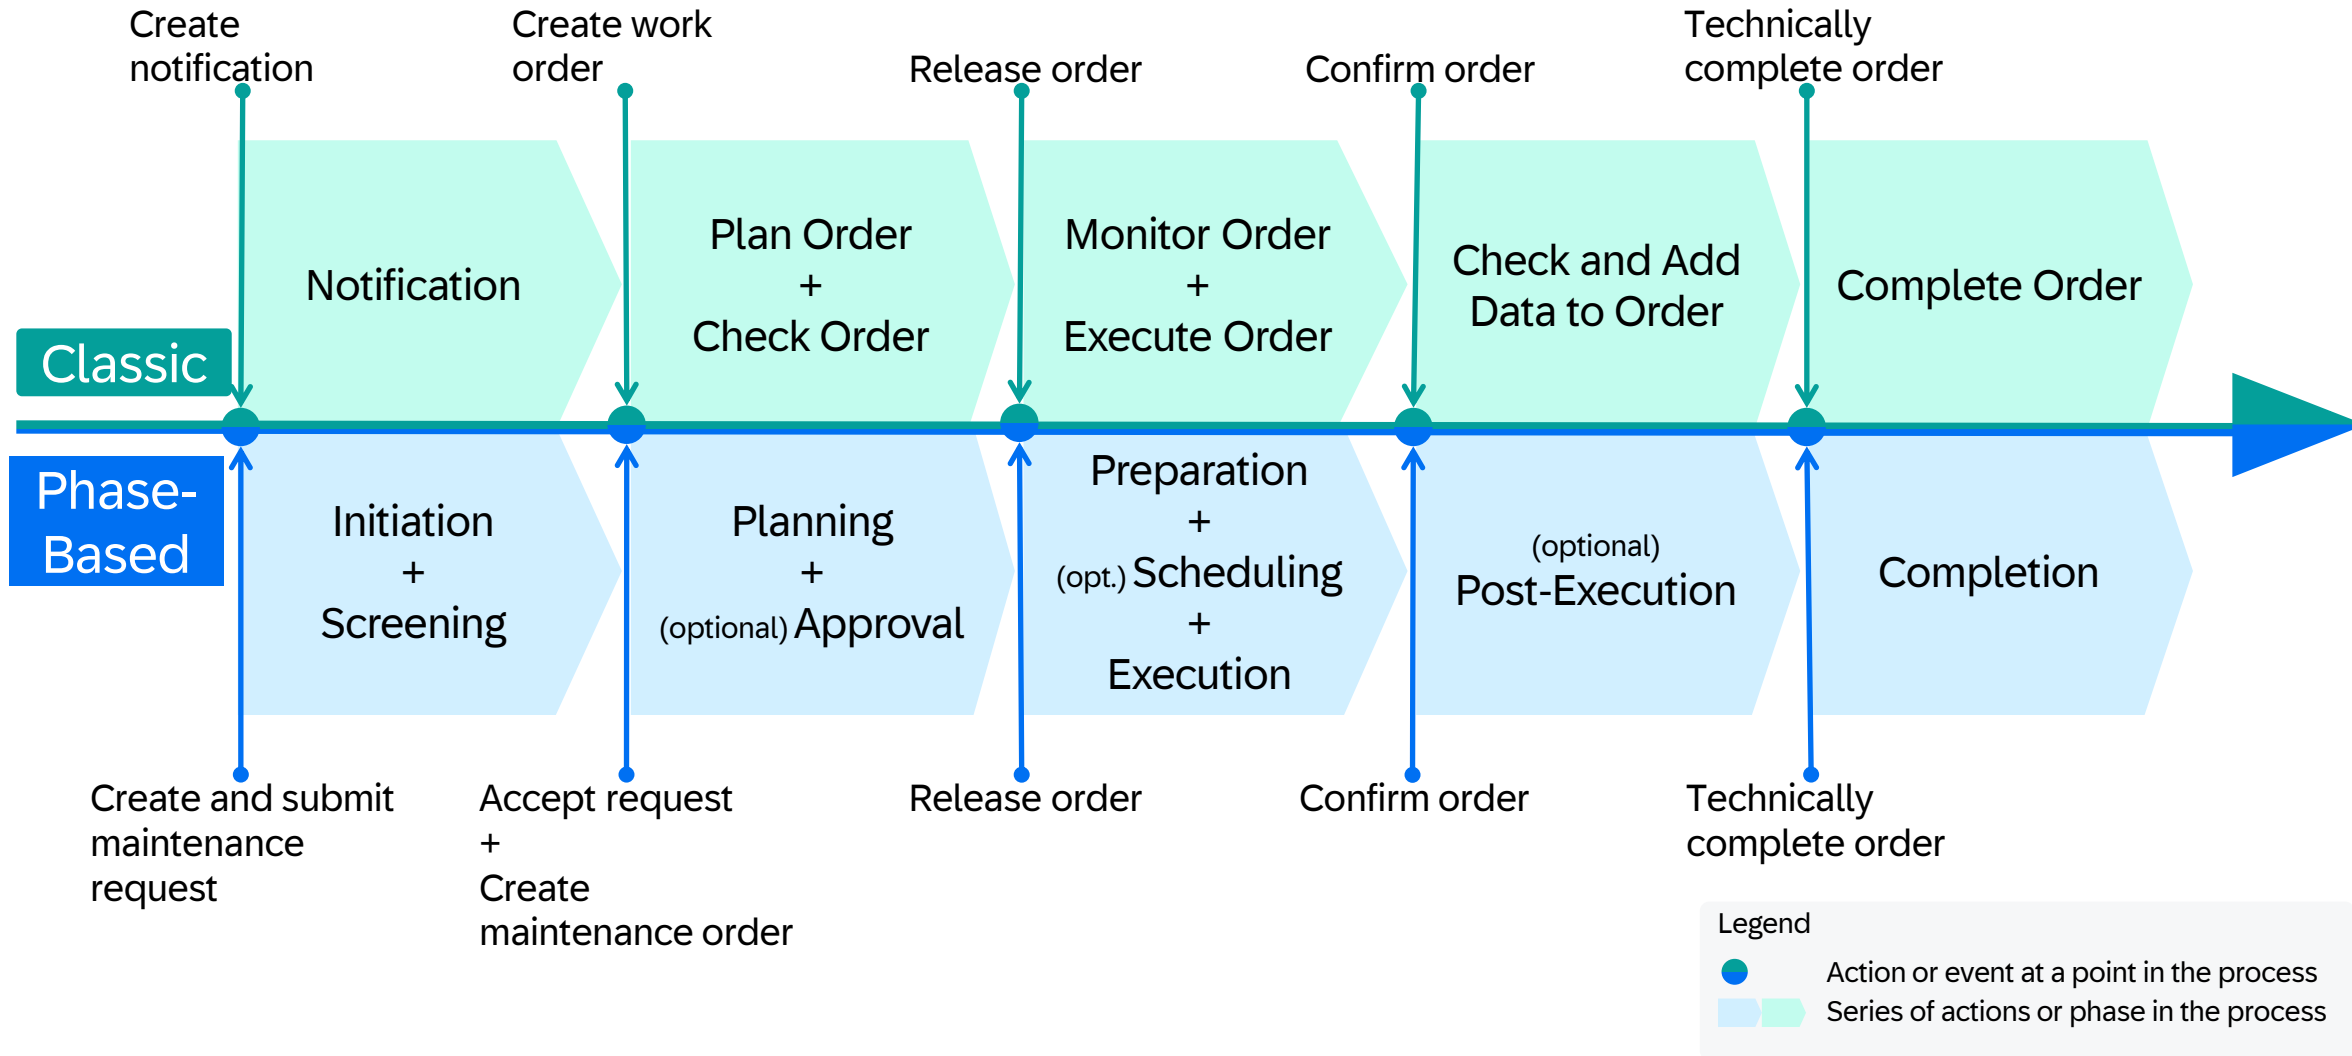 Create
notification
Create work
order
Release order
Confirm order
Technically
complete order
Classic
Notification
Plan Order
+
Check Order
Monitor Order
+
Execute Order
Check and Add
Data to Order
Complete Order
Phase-
Based
Initiation
+
Screening
Planning
+
(optional) Approval
Preparation
+
(opt.) Scheduling
+
Execution
(optional)
Post-Execution
Completion
Create and submit
maintenance
request
Accept request
+
Create
maintenance order
Release order
Confirm order
Technically
complete order
Legend
Action or event at a point in the process
Series of actions or phase in the process